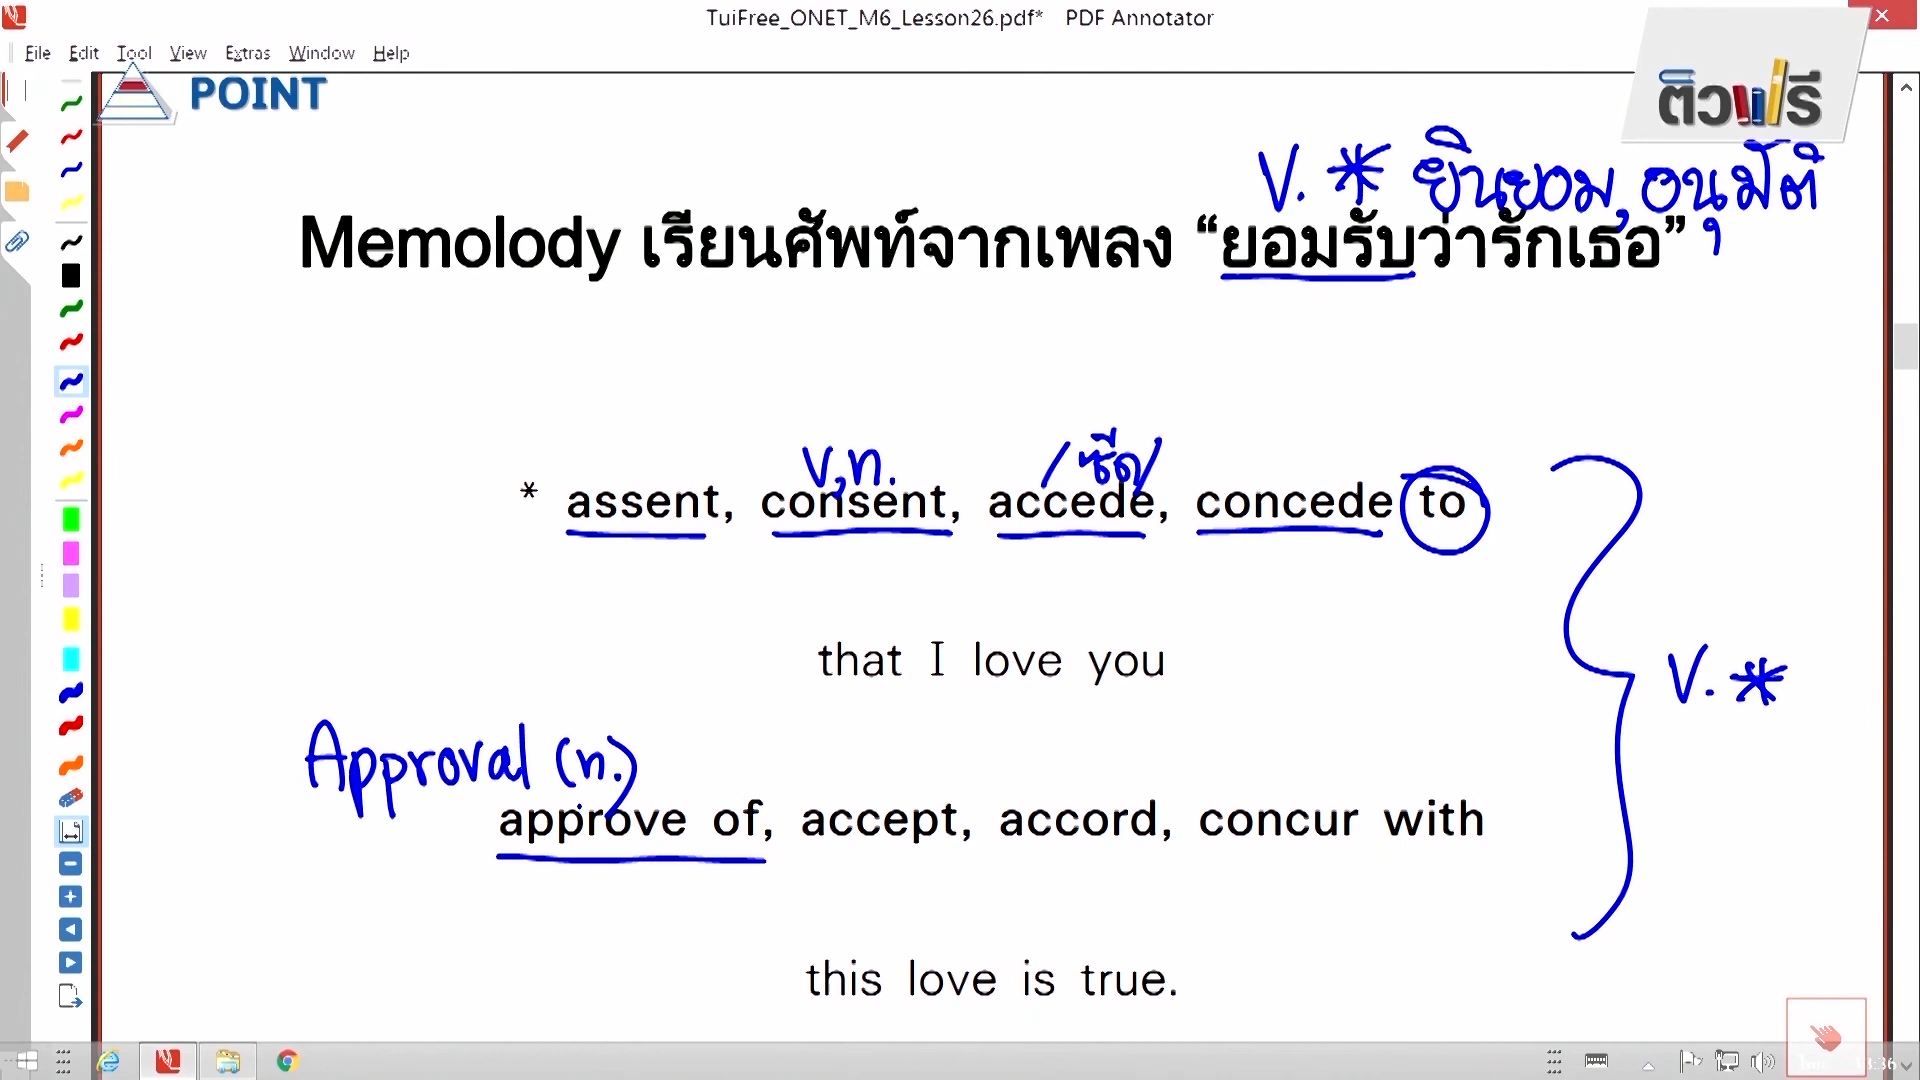 TuiFree_ONET_M6_Lesson26.pdf* PDF Annotator
File Edit Tool View Extras Window Help
POINT
ติวฟรี
V. * ยินยอม, อนุมัติ
Memolody เรียนศัพท์จากเพลง “ยอมรับว่ารักเธอ”
V, n. /ซีด/
* assent, consent, accede, concede to
that I love you
V. *
Approval (n.)
approve of, accept, accord, concur with
this love is true.